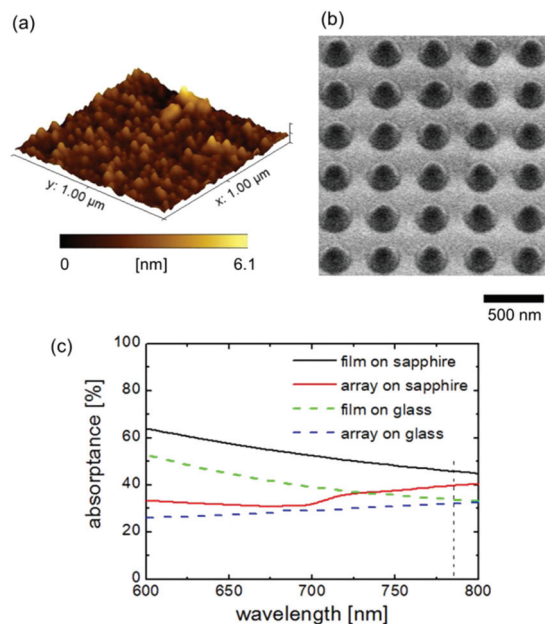 (a)
(b)
y: 1.00 µm
x: 1.00 µm
0 [nm] 6.1
500 nm
(c)
100
80
60
40
20
0
absorptance [%]
film on sapphire
array on sapphire
film on glass
array on glass
600 650 700 750 800
wavelength [nm]